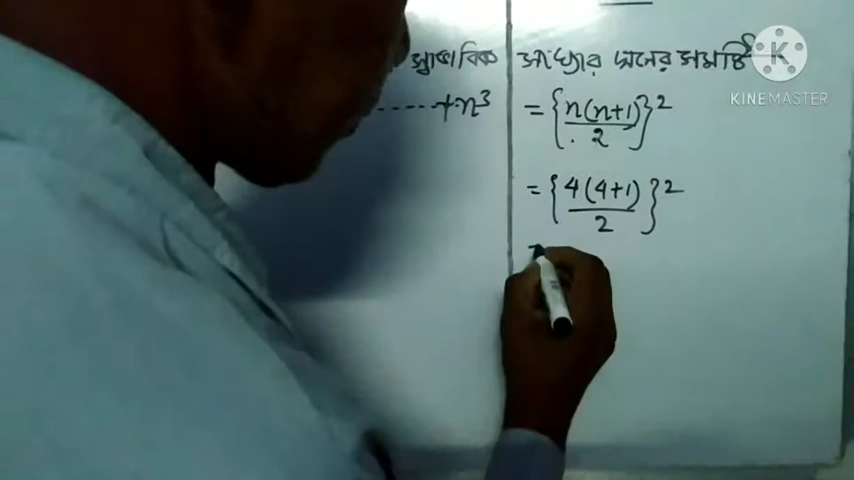 স্বাভাবিক সংখ্যার ঘনের সমষ্টি
.....+n³ = {n(n+1)/2}²
= {4(4+1)/2}²
KINEMASTER